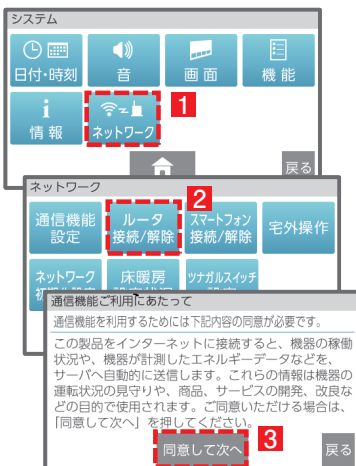 システム
日付・時刻
音
画面
機能
情報
ネットワーク
1
戻る
ネットワーク
2
通信機能
設定
ルータ
接続/解除
スマートフォン
接続/解除
宅外操作
ネットワーク
床暖房
ツナガルスイッチ
通信機能ご利用にあたって
通信機能を利用するためには下記内容の同意が必要です。
この製品をインターネットに接続すると、機器の稼働
状況や、機器が計測したエネルギーデータなどを、
サーバへ自動的に送信します。これらの情報は機器の
運転状況の見守りや、商品、サービスの開発、改良な
どの目的で使用されます。ご同意いただける場合は、
「同意して次へ」を押してください。
3
同意して次へ
戻る